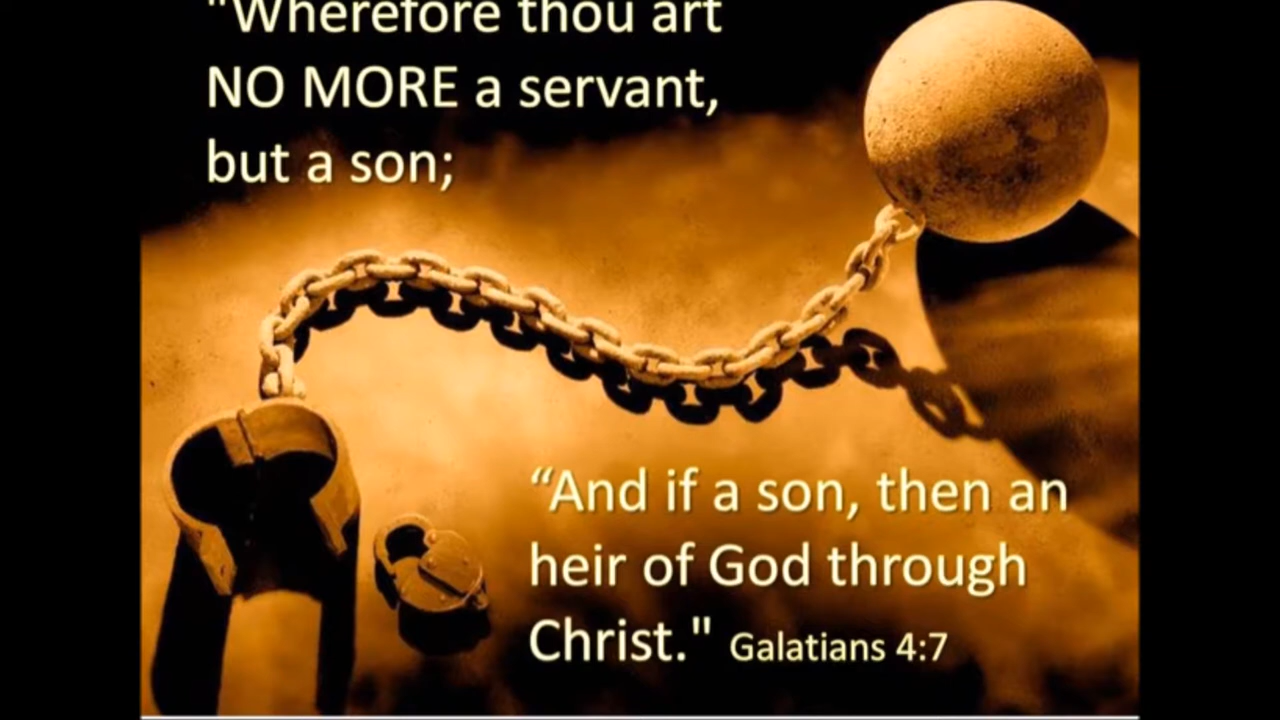 "Wherefore thou art
NO MORE a servant,
but a son;
“And if a son, then an
heir of God through
Christ." Galatians 4:7